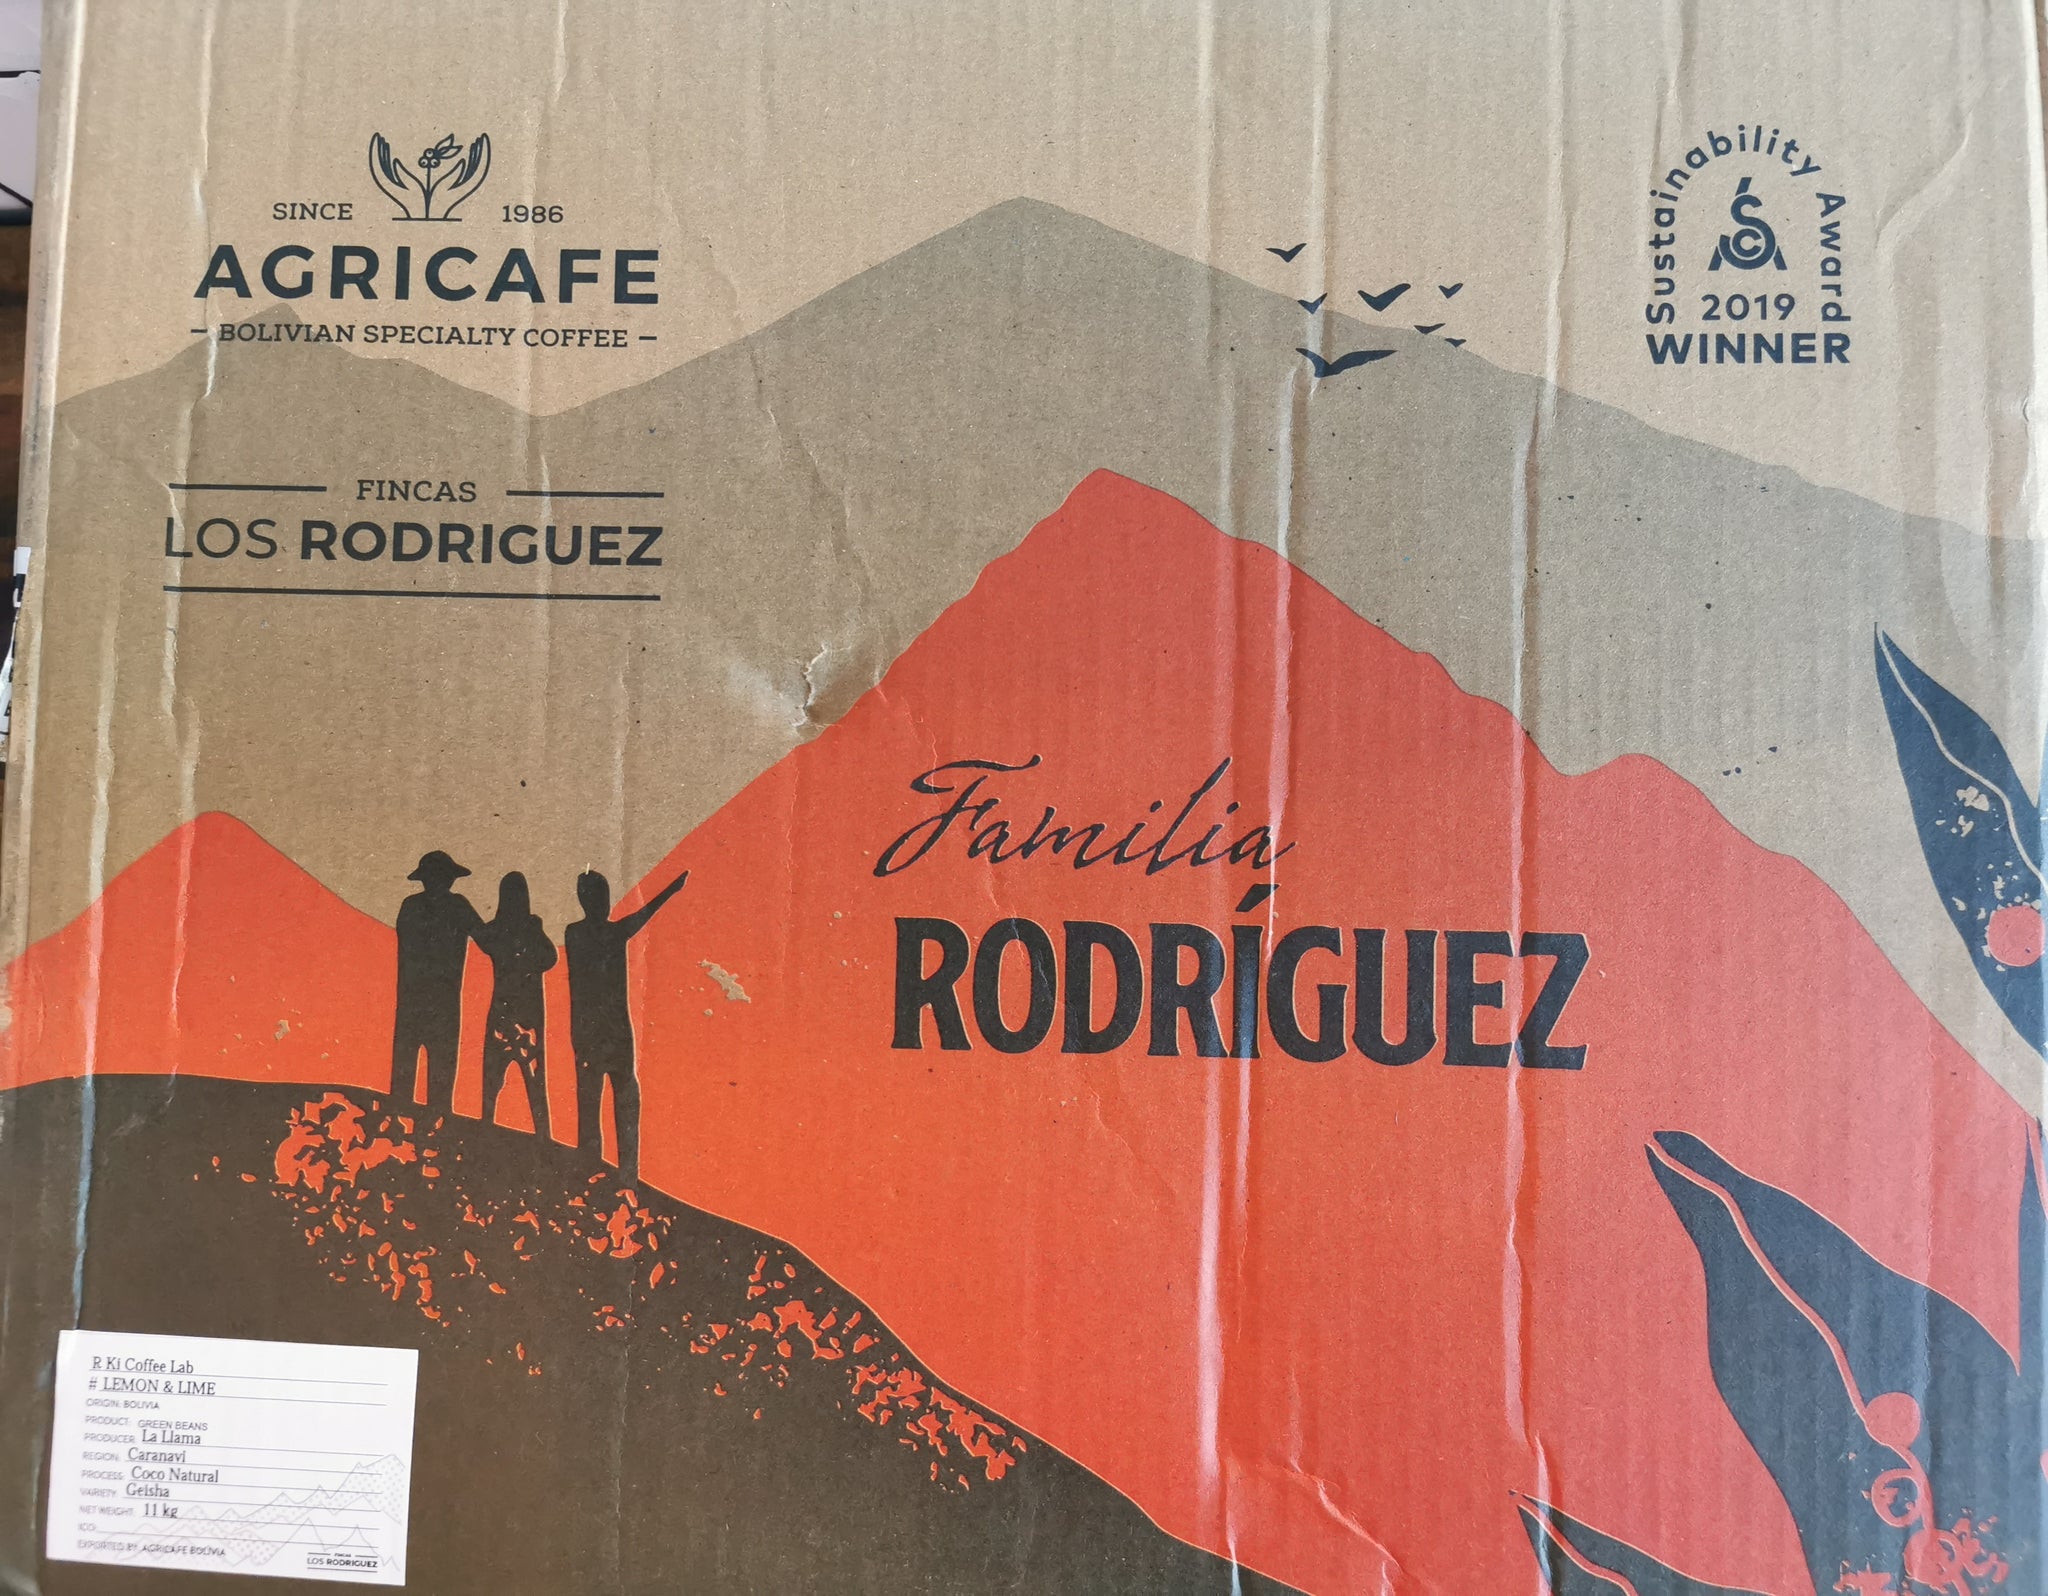 SINCE 1986
AGRICAFE
- BOLIVIAN SPECIALTY COFFEE -
FINCAS
LOS RODRIGUEZ
Sustainability Award
SCA
2019
WINNER
Familia
RODRÍGUEZ
R Ki Coffee Lab
# LEMON & LIME
ORIGIN: BOLIVIA
PRODUCT: GREEN BEANS
PRODUCER: La Llama
REGION: Caranavi
PROCESS: Coco Natural
VARIETY: Geisha
NET WEIGHT: 11 kg
ICO:
EXPORTED BY: AGRICAFE BOLIVIA
FINCAS
LOS RODRIGUEZ